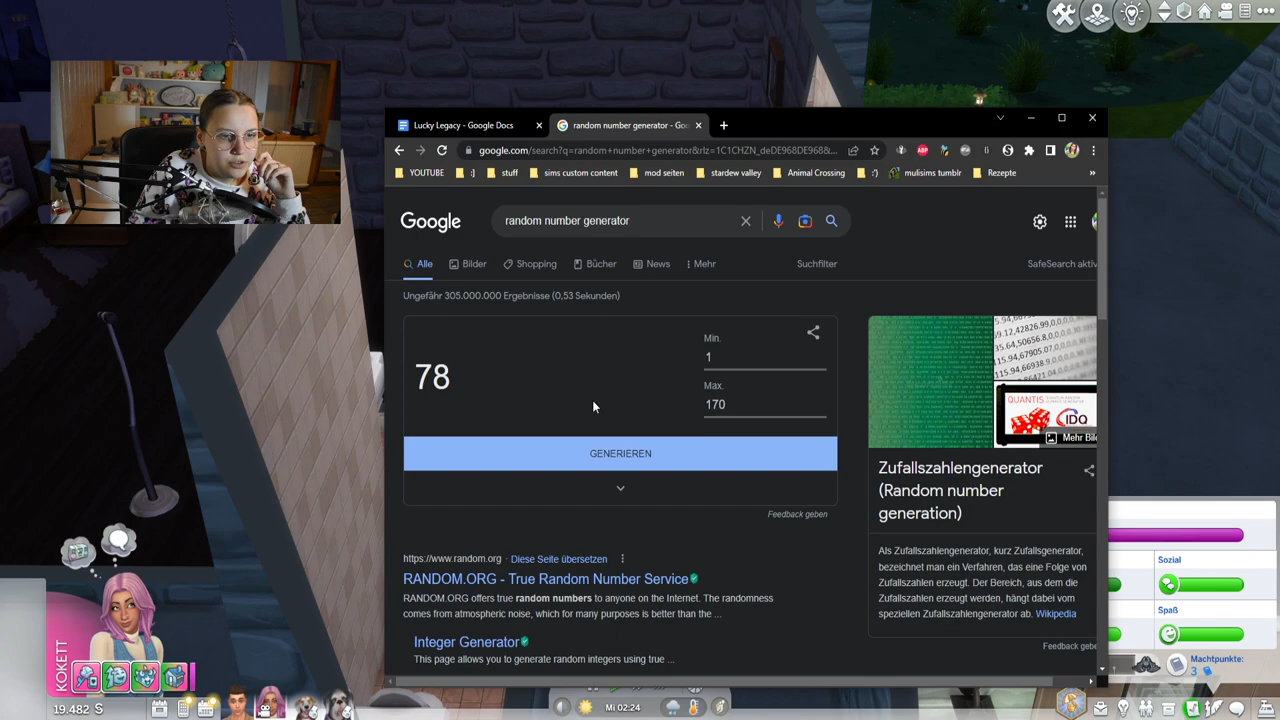 Lucky Legacy - Google Docs
random number generator - Goo
google.com/search?q=random+number+generator&rlz=1C1CHZN_deDE968DE968&...
YOUTUBE
:)
stuff
sims custom content
mod seiten
stardew valley
Animal Crossing
:')
mulisims tumblr
Rezepte
»
Google
random number generator
Alle
Bilder
Shopping
Bücher
News
Mehr
Suchfilter
SafeSearch aktiv
Ungefähr 305.000.000 Ergebnisse (0,53 Sekunden)
Min.
1
78
Max.
170
GENERIEREN
Feedback geben
QUANTIS
IDQ
Mehr Bil
Zufallszahlengenerator
(Random number
generation)
Als Zufallszahlengenerator, kurz Zufallsgenerator,
bezeichnet man ein Verfahren, das eine Folge von
Zufallszahlen erzeugt. Der Bereich, aus dem die
Zufallszahlen erzeugt werden, hängt dabei vom
speziellen Zufallszahlengenerator ab. Wikipedia
Feedback gebe
https://www.random.org
Diese Seite übersetzen
RANDOM.ORG - True Random Number Service
RANDOM.ORG offers true random numbers to anyone on the Internet. The randomness
comes from atmospheric noise, which for many purposes is better than the ...
Integer Generator
This page allows you to generate random integers using true ...
Sozial
Spaß
Machtpunkte:
3
KOKETT
19.482 $
Mi 02:24